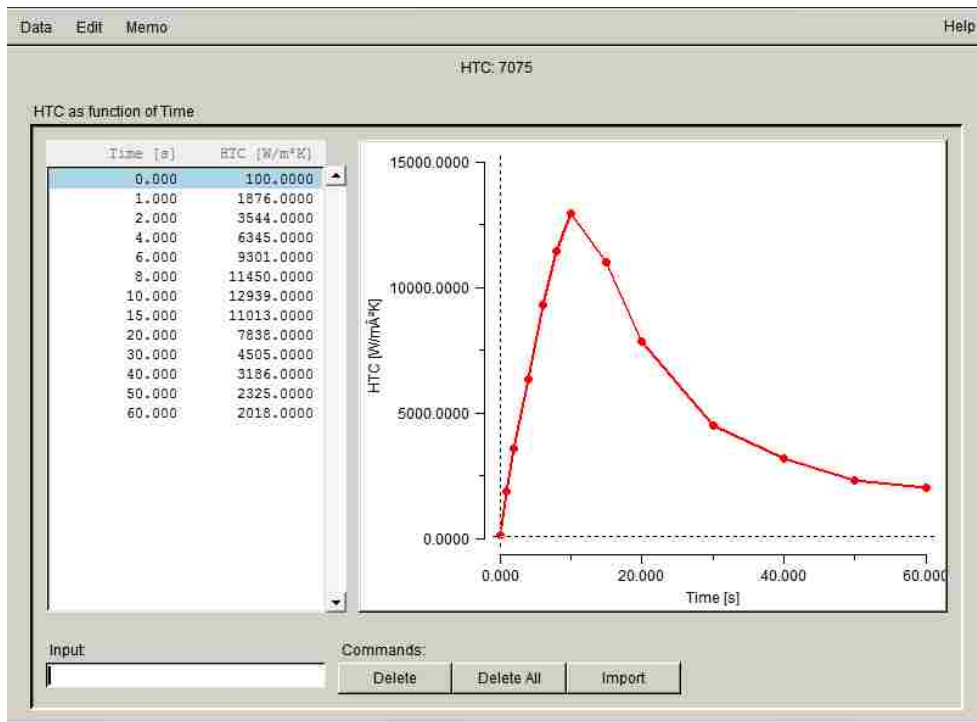 Data Edit Memo Help
HTC: 7075
HTC as function of Time
Time [s] HTC [W/m²K]
0.000 100.0000
1.000 1876.0000
2.000 3544.0000
4.000 6345.0000
6.000 9301.0000
8.000 11450.0000
10.000 12939.0000
15.000 11013.0000
20.000 7838.0000
30.000 4505.0000
40.000 3186.0000
50.000 2325.0000
60.000 2018.0000
15000.0000
10000.0000
5000.0000
0.0000
HTC [W/mÂ²K]
0.000 20.000 40.000 60.000
Time [s]
Input:
Commands:
Delete Delete All Import